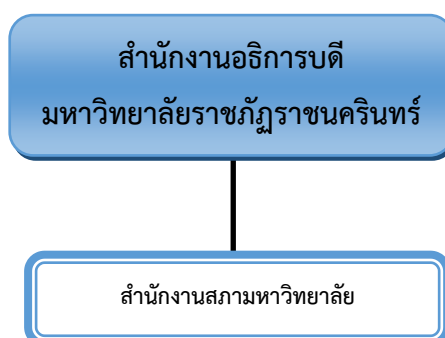 สำนักงานอธิการบดี
มหาวิทยาลัยราชภัฏราชนครินทร์
สำนักงานสภามหาวิทยาลัย